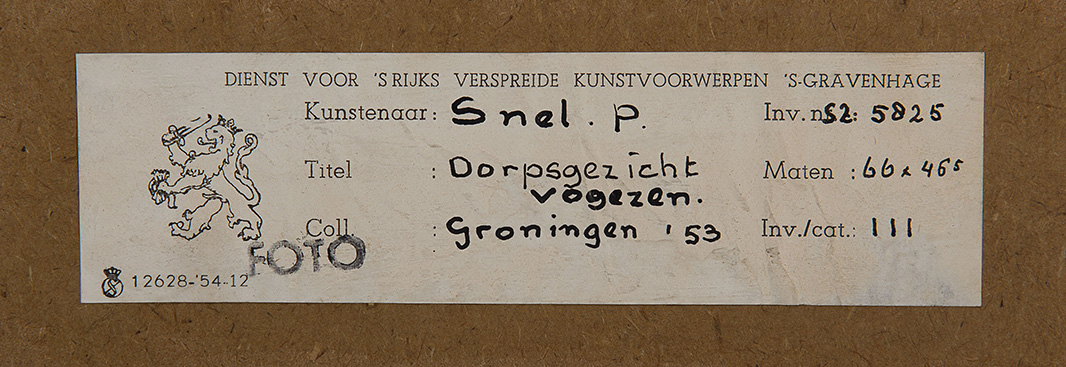 DIENST VOOR 'S RIJKS VERSPREIDE KUNSTVOORWERPEN 'S-GRAVENHAGE
Kunstenaar: Snel. P. Inv. n SZ: 5825
Titel : Dorpsgezicht Maten : 66 x 46⁵
vogezen.
Coll. : Groningen '53 Inv./cat.: 111
FOTO
12628-'54-12